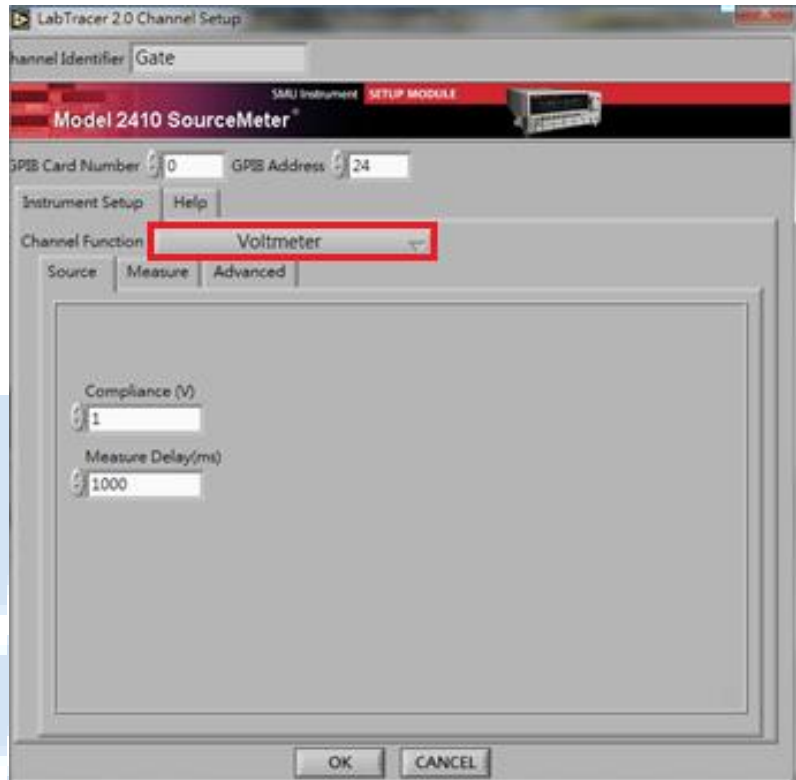 LabTracer 2.0 Channel Setup
hannel Identifier Gate
SMU Instrument SETUP MODULE
Model 2410 SourceMeter®
GPIB Card Number 0 GPIB Address 24
Instrument Setup Help
Channel Function Voltmeter
Source Measure Advanced
Compliance (V)
1
Measure Delay(ms)
1000
OK CANCEL